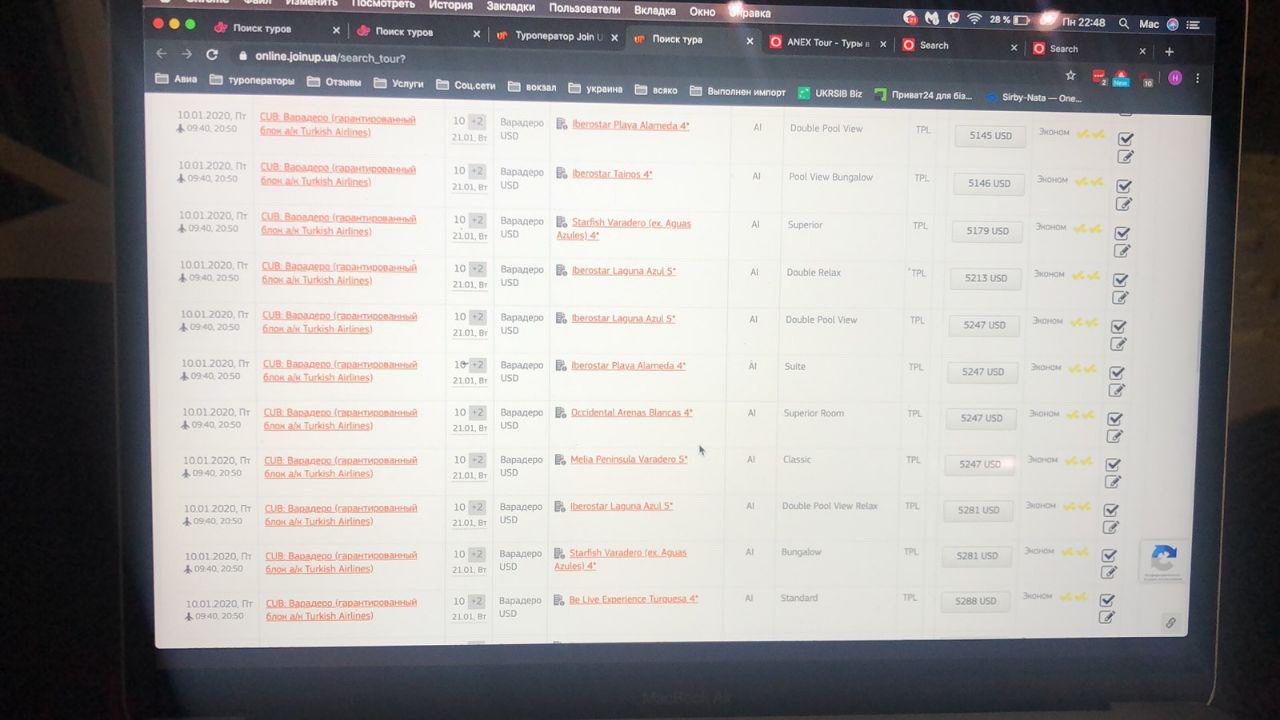 Chrome Файл Изменить Посмотреть История Закладки Пользователи Вкладка Окно Справка
28 % Пн 22:48 Mac
Поиск туров Поиск туров Туроператор Join U Поиск тура ANEX Tour - Туры в Search Search
online.joinup.ua/search_tour?
Авиа туроператоры Отзывы Услуги Соц.сети вокзал украина всяко Выполнен импорт UKRSIB Biz Приват24 для біз... Sirby-Nata — One...
2 New 10 H
10.01.2020, Пт CUB: Варадеро (гарантированный 10 +2 Варадеро Iberostar Playa Alameda 4* AI Double Pool View TPL 5145 USD Эконом
09:40, 20:50 блок а/к Turkish Airlines) 21.01, Вт USD
10.01.2020, Пт CUB: Варадеро (гарантированный 10 +2 Варадеро Iberostar Tainos 4* AI Pool View Bungalow TPL 5146 USD Эконом
09:40, 20:50 блок а/к Turkish Airlines) 21.01, Вт USD
10.01.2020, Пт CUB: Варадеро (гарантированный 10 +2 Варадеро Starfish Varadero (ex. Aguas AI Superior TPL 5179 USD Эконом
09:40, 20:50 блок а/к Turkish Airlines) 21.01, Вт USD Azules) 4*
10.01.2020, Пт CUB: Варадеро (гарантированный 10 +2 Варадеро Iberostar Laguna Azul 5* AI Double Relax TPL 5213 USD Эконом
09:40, 20:50 блок а/к Turkish Airlines) 21.01, Вт USD
10.01.2020, Пт CUB: Варадеро (гарантированный 10 +2 Варадеро Iberostar Laguna Azul 5* AI Double Pool View TPL 5247 USD Эконом
09:40, 20:50 блок а/к Turkish Airlines) 21.01, Вт USD
10.01.2020, Пт CUB: Варадеро (гарантированный 10 +2 Варадеро Iberostar Playa Alameda 4* AI Suite TPL 5247 USD Эконом
09:40, 20:50 блок а/к Turkish Airlines) 21.01, Вт USD
10.01.2020, Пт CUB: Варадеро (гарантированный 10 +2 Варадеро Occidental Arenas Blancas 4* AI Superior Room TPL 5247 USD Эконом
09:40, 20:50 блок а/к Turkish Airlines) 21.01, Вт USD
10.01.2020, Пт CUB: Варадеро (гарантированный 10 +2 Варадеро Melia Peninsula Varadero 5* AI Classic TPL 5247 USD Эконом
09:40, 20:50 блок а/к Turkish Airlines) 21.01, Вт USD
10.01.2020, Пт CUB: Варадеро (гарантированный 10 +2 Варадеро Iberostar Laguna Azul 5* AI Double Pool View Relax TPL 5281 USD Эконом
09:40, 20:50 блок а/к Turkish Airlines) 21.01, Вт USD
10.01.2020, Пт CUB: Варадеро (гарантированный 10 +2 Варадеро Starfish Varadero (ex. Aguas AI Bungalow TPL 5281 USD Эконом
09:40, 20:50 блок а/к Turkish Airlines) 21.01, Вт USD Azules) 4*
10.01.2020, Пт CUB: Варадеро (гарантированный 10 +2 Варадеро Be Live Experience Turquesa 4* AI Standard TPL 5288 USD Эконом
09:40, 20:50 блок а/к Turkish Airlines) 21.01, Вт USD
MacBook Air